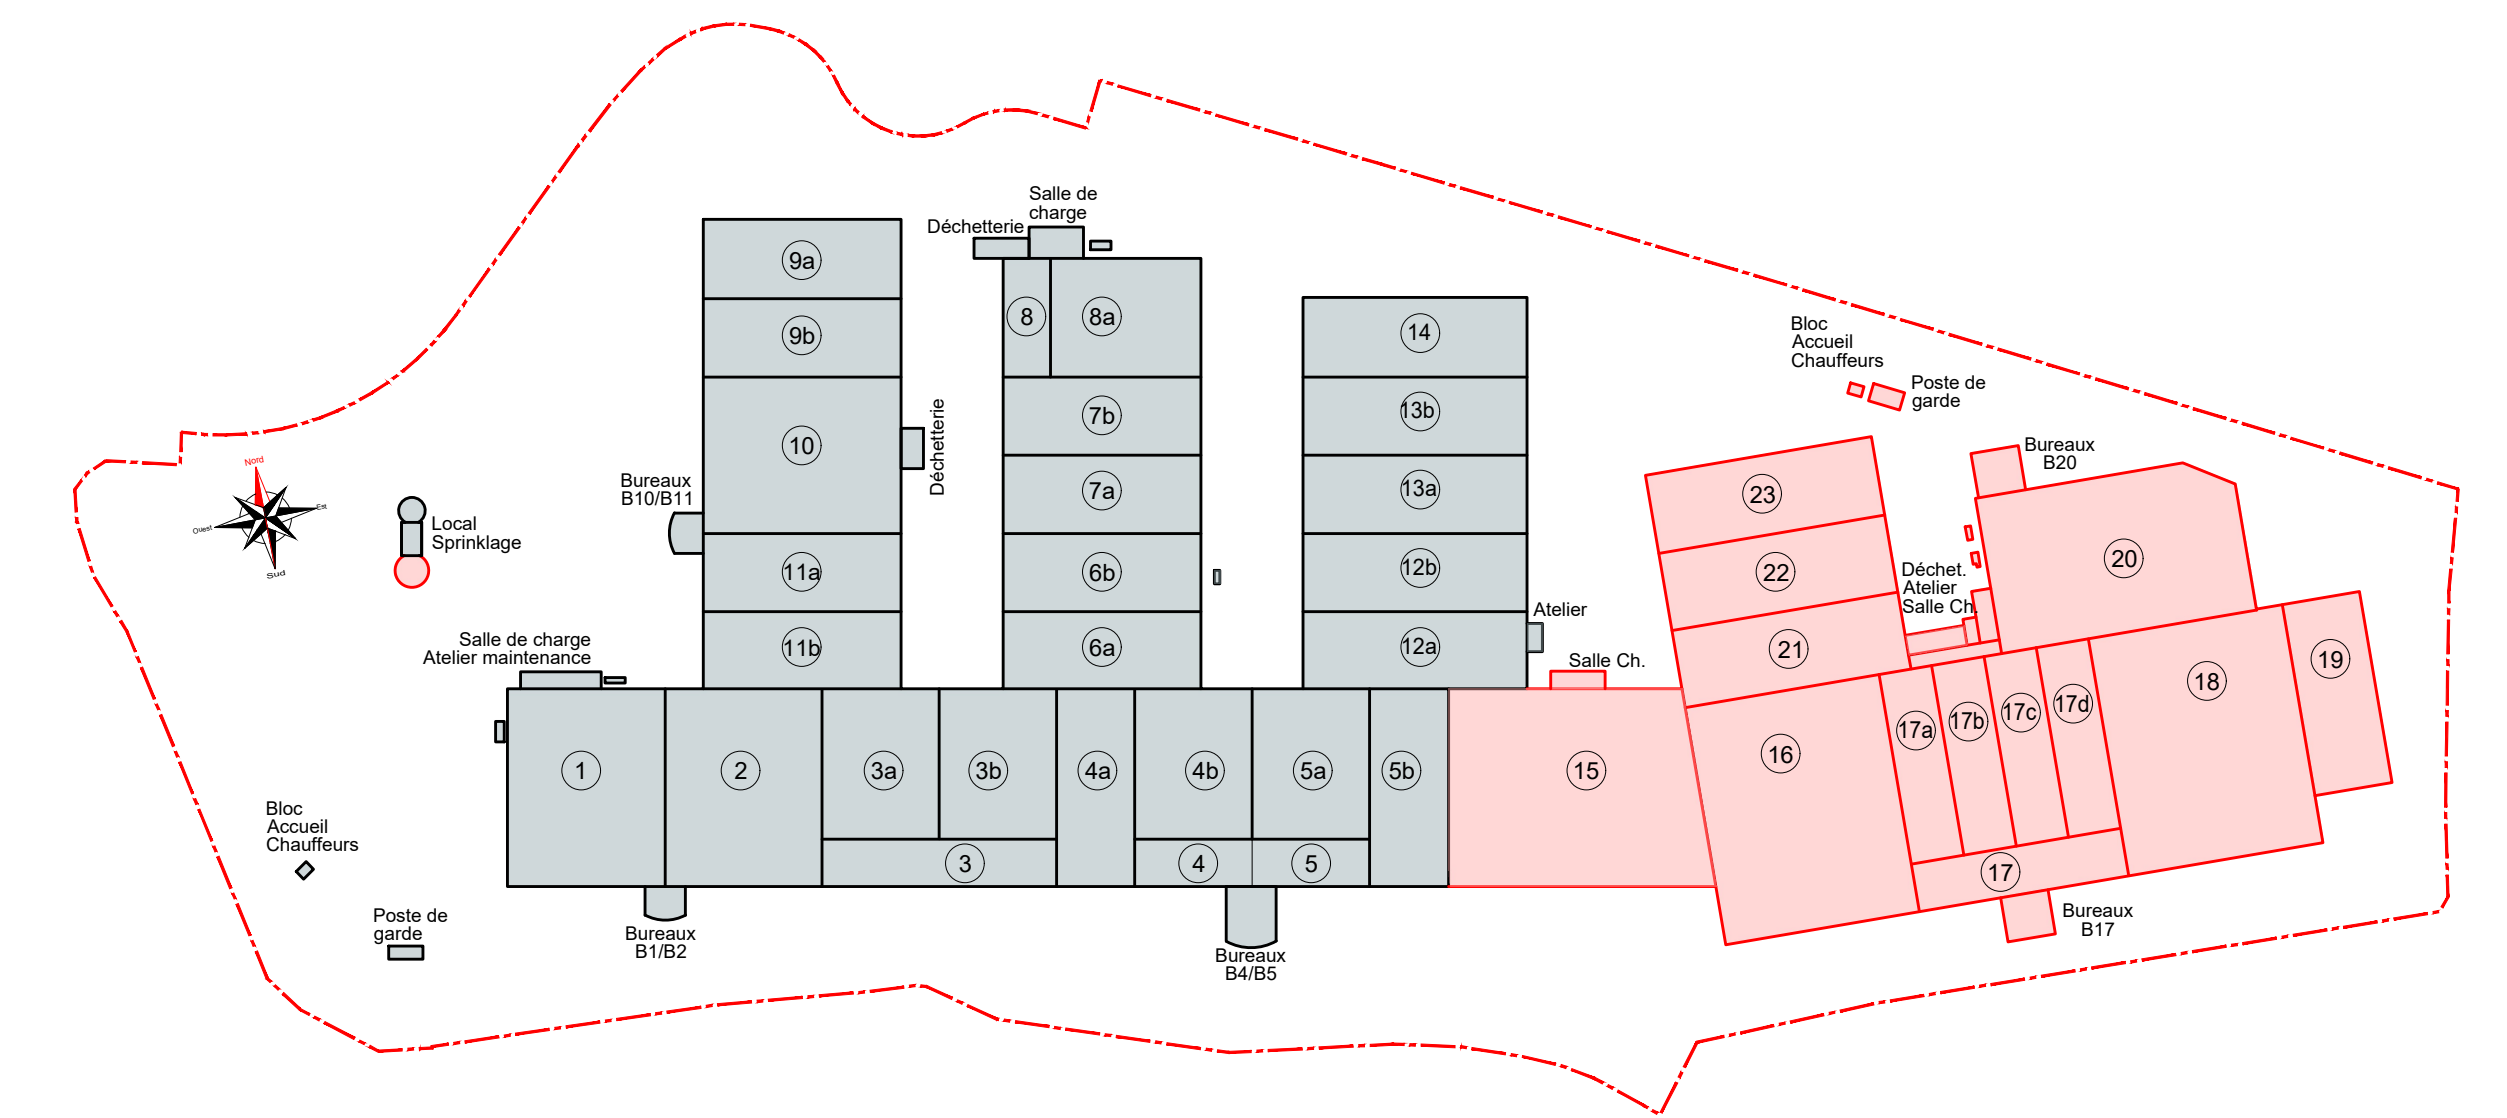 Salle de
charge
Déchetterie
9a
9b
8
8a
14
Bloc
Accueil
Chauffeurs
Poste de
garde
13b
7b
10
Déchetterie
Bureaux
B20
Nord
Est
Ouest
Sud
Bureaux
B10/B11
7a
13a
23
Local
Sprinklage
20
11a
6b
12b
22
Déchet.
Atelier
Salle Ch.
Atelier
Salle de charge
Atelier maintenance
11b
6a
12a
21
19
Salle Ch.
18
17a
17b
17c
17d
1
2
3a
3b
4a
4b
5a
5b
15
16
Bloc
Accueil
Chauffeurs
3
4
5
17
Poste de
garde
Bureaux
B1/B2
Bureaux
B4/B5
Bureaux
B17